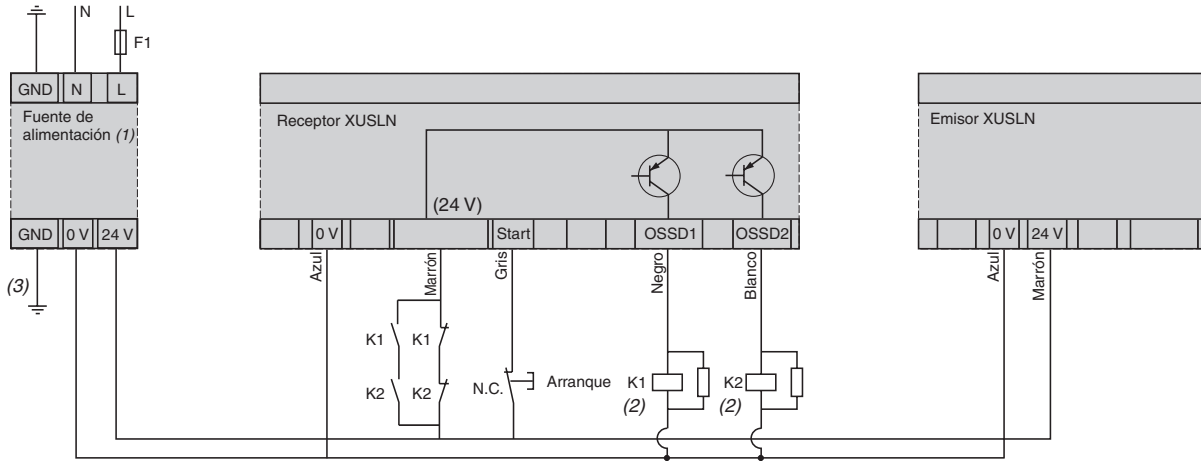 N L
F1
GND N L
Fuente de
alimentación (1)
Receptor XUSLN
Emisor XUSLN
(24 V)
GND 0 V 24 V
0 V Start OSSD1 OSSD2
0 V 24 V
(3)
Azul
Marrón
Gris
Negro
Blanco
Azul
Marrón
K1 K1
K2 K2
N.C.
Arranque
K1
(2)
K2
(2)